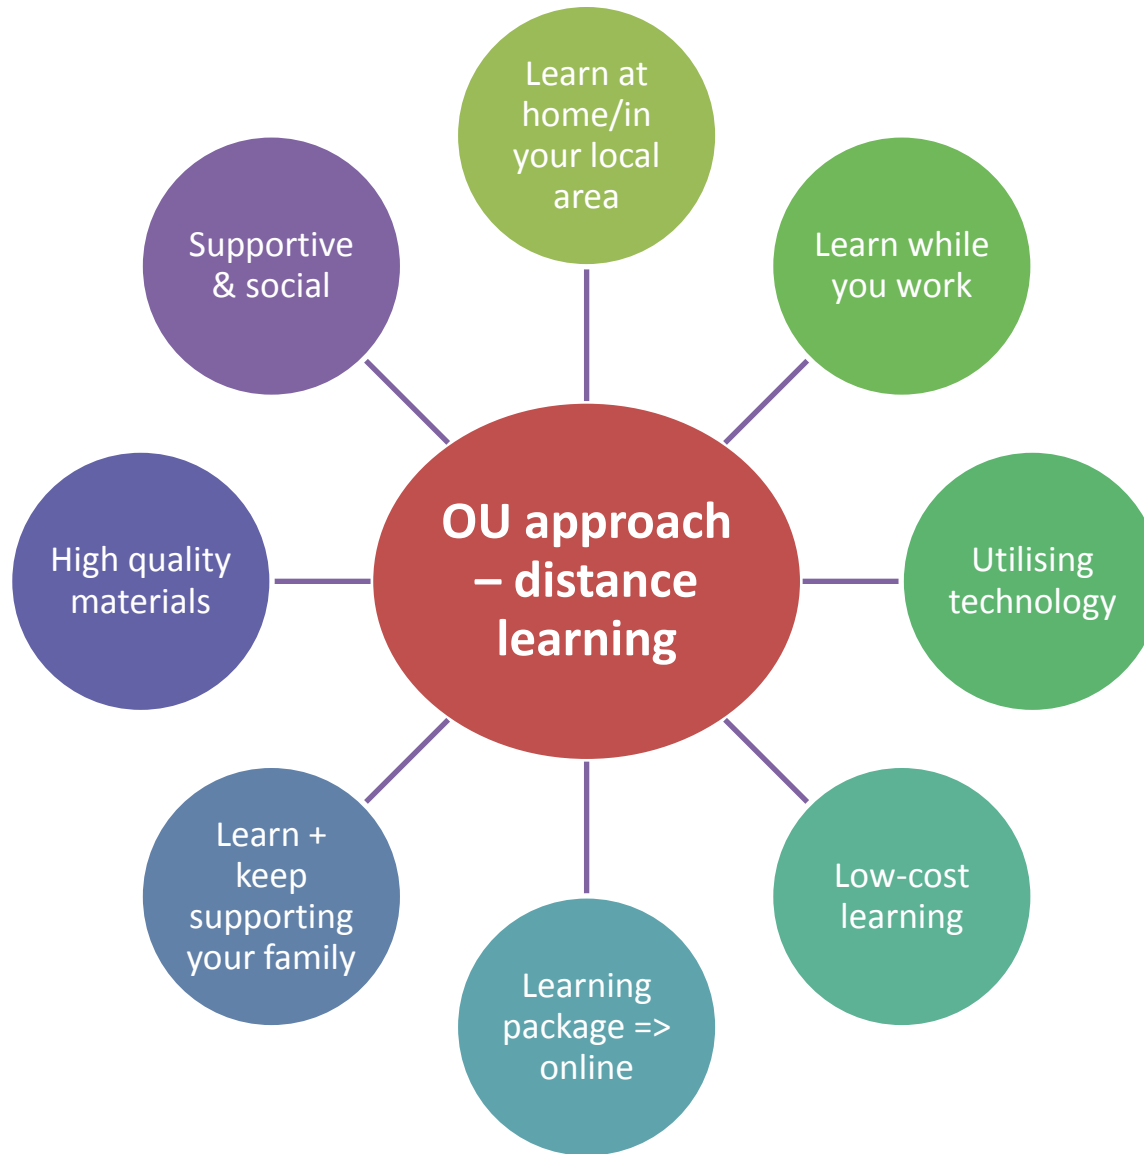 Learn at
home/in
your local
area
Learn while
you work
Utilising
technology
Low-cost
learning
Learning
package =>
online
Learn +
keep
supporting
your family
High quality
materials
Supportive
& social
OU approach
– distance
learning